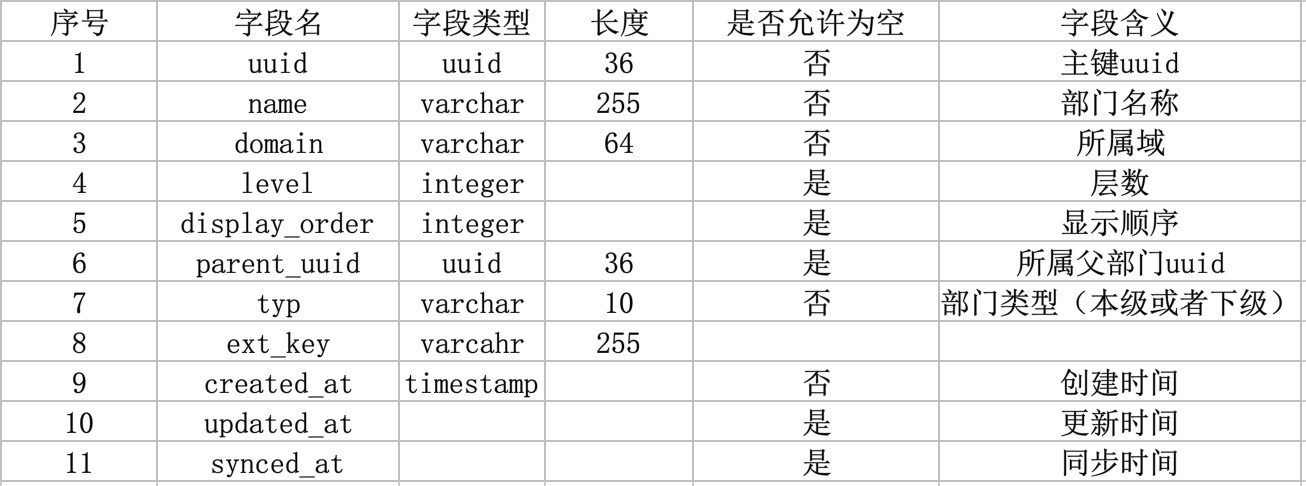 序号 字段名 字段类型 长度 是否允许为空 字段含义
1 uuid uuid 36 否 主键uuid
2 name varchar 255 否 部门名称
3 domain varchar 64 否 所属域
4 level integer 是 层数
5 display_order integer 是 显示顺序
6 parent_uuid uuid 36 是 所属父部门uuid
7 typ varchar 10 否 部门类型（本级或者下级）
8 ext_key varcahr 255
9 created_at timestamp 否 创建时间
10 updated_at 是 更新时间
11 synced_at 是 同步时间